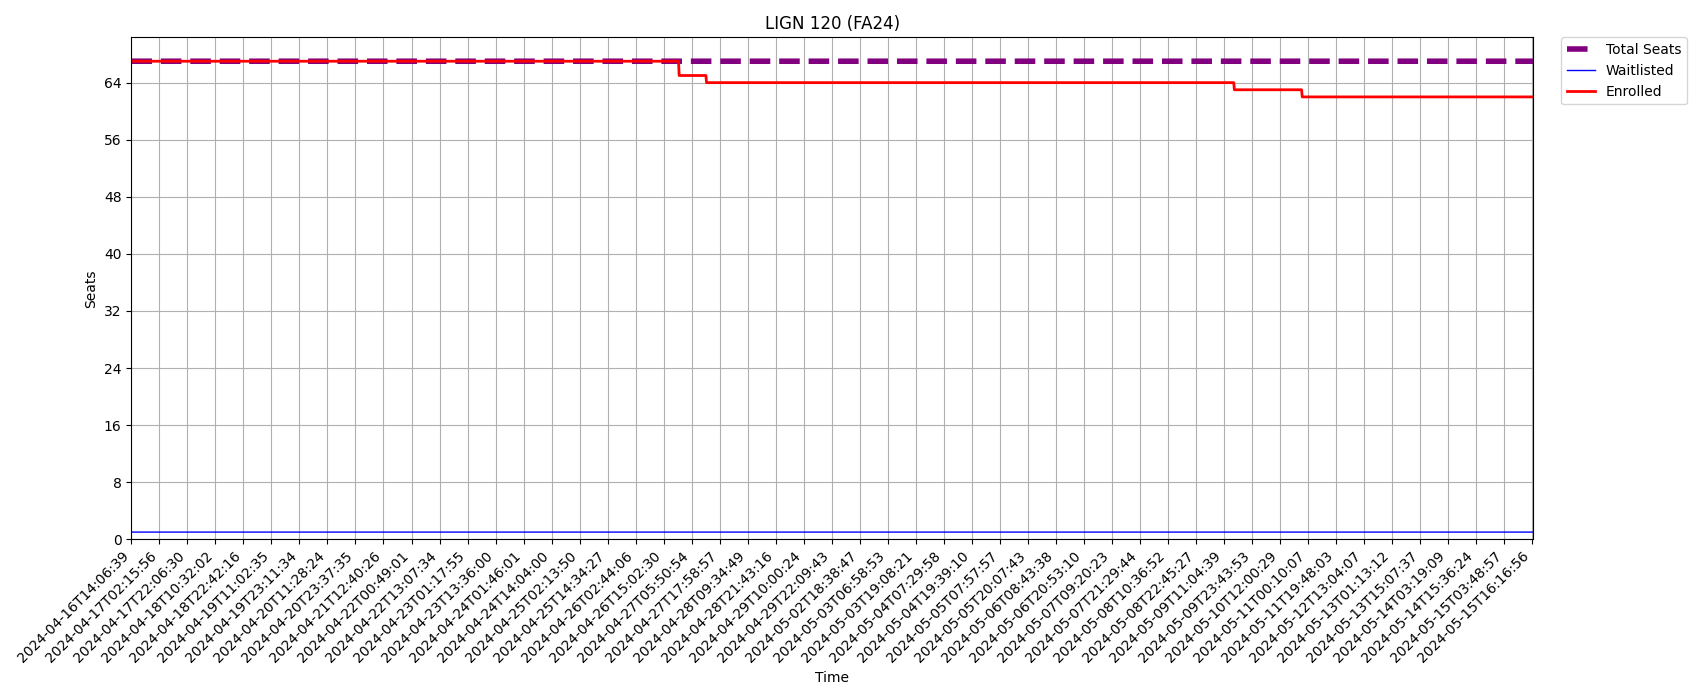 LIGN 120 (FA24)
Total Seats
Waitlisted
Enrolled
Seats
64
56
48
40
32
24
16
8
0
2024-04-16T14:06:39
2024-04-17T02:15:56
2024-04-17T22:06:30
2024-04-18T10:32:02
2024-04-18T22:42:16
2024-04-19T11:02:35
2024-04-19T23:11:34
2024-04-20T11:28:24
2024-04-20T23:37:35
2024-04-21T12:40:26
2024-04-22T00:49:01
2024-04-22T13:07:34
2024-04-23T01:17:55
2024-04-23T13:36:00
2024-04-24T01:46:01
2024-04-24T14:04:00
2024-04-25T02:13:50
2024-04-25T14:34:27
2024-04-26T02:44:06
2024-04-26T15:02:30
2024-04-27T05:50:54
2024-04-27T17:58:57
2024-04-28T09:34:49
2024-04-28T21:43:16
2024-04-29T10:00:24
2024-04-29T22:09:43
2024-05-02T18:38:47
2024-05-03T06:58:53
2024-05-03T19:08:21
2024-05-04T07:29:58
2024-05-04T19:39:10
2024-05-05T07:57:57
2024-05-05T20:07:43
2024-05-06T08:43:38
2024-05-06T20:53:10
2024-05-07T09:20:23
2024-05-07T21:29:44
2024-05-08T10:36:52
2024-05-08T22:45:27
2024-05-09T11:04:39
2024-05-09T23:43:53
2024-05-10T12:00:29
2024-05-11T00:10:07
2024-05-11T19:48:03
2024-05-12T13:04:07
2024-05-13T01:13:12
2024-05-13T15:07:37
2024-05-14T03:19:09
2024-05-14T15:36:24
2024-05-15T03:48:57
2024-05-15T16:16:56
Time